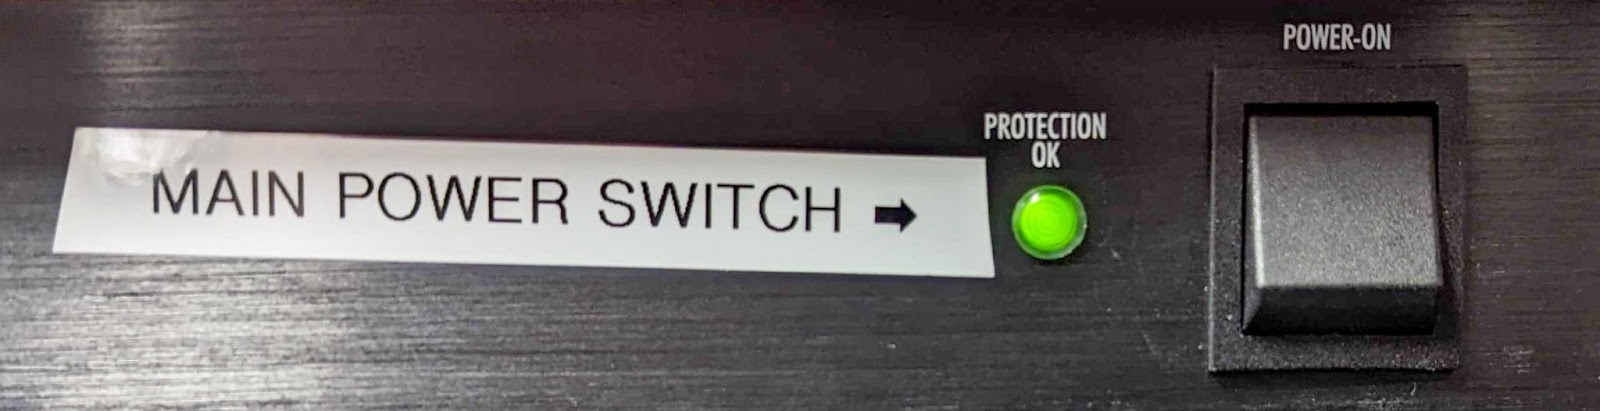 MAIN POWER SWITCH ➡
PROTECTION
OK
POWER-ON